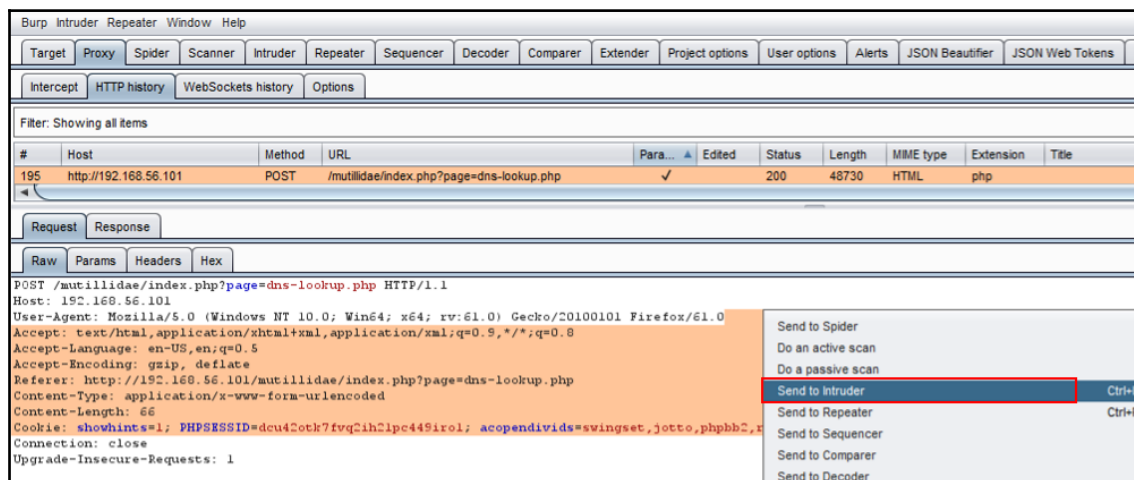 Burp Intruder Repeater Window Help
Target Proxy Spider Scanner Intruder Repeater Sequencer Decoder Comparer Extender Project options User options Alerts JSON Beautifier JSON Web Tokens
Intercept HTTP history WebSockets history Options
Filter: Showing all items
# Host Method URL Para... Edited Status Length MIME type Extension Title
195 http://192.168.56.101 POST /mutillidae/index.php?page=dns-lookup.php ✓ 200 48730 HTML php
Request Response
Raw Params Headers Hex
POST /mutillidae/index.php?page=dns-lookup.php HTTP/1.1
Host: 192.168.56.101
User-Agent: Mozilla/5.0 (Windows NT 10.0; Win64; x64; rv:61.0) Gecko/20100101 Firefox/61.0
Accept: text/html,application/xhtml+xml,application/xml;q=0.9,*/*;q=0.8
Accept-Language: en-US,en;q=0.5
Accept-Encoding: gzip, deflate
Referer: http://192.168.56.101/mutillidae/index.php?page=dns-lookup.php
Content-Type: application/x-www-form-urlencoded
Content-Length: 66
Cookie: showhints=1; PHPSESSID=dcu42otk7fvq2ih2lpc449irol; acopendivids=swingset,jotto,phpbb2,r
Connection: close
Upgrade-Insecure-Requests: 1
Send to Spider
Do an active scan
Do a passive scan
Send to Intruder
Send to Repeater
Send to Sequencer
Send to Comparer
Send to Decoder